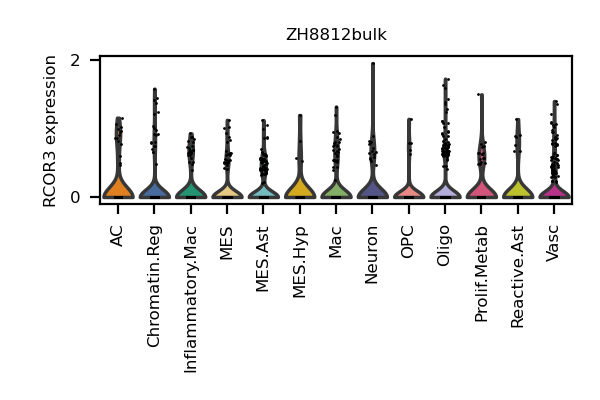 ZH8812bulk
RCOR3 expression
2
0
AC
Chromatin.Reg
Inflammatory.Mac
MES
MES.Ast
MES.Hyp
Mac
Neuron
OPC
Oligo
Prolif.Metab
Reactive.Ast
Vasc